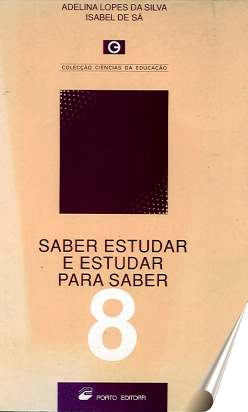 ADELINA LOPES DA SILVA
ISABEL DE SÁ
COLECÇÃO CIÊNCIAS DA EDUCAÇÃO
SABER ESTUDAR
E ESTUDAR
PARA SABER
8
PORTO EDITORA